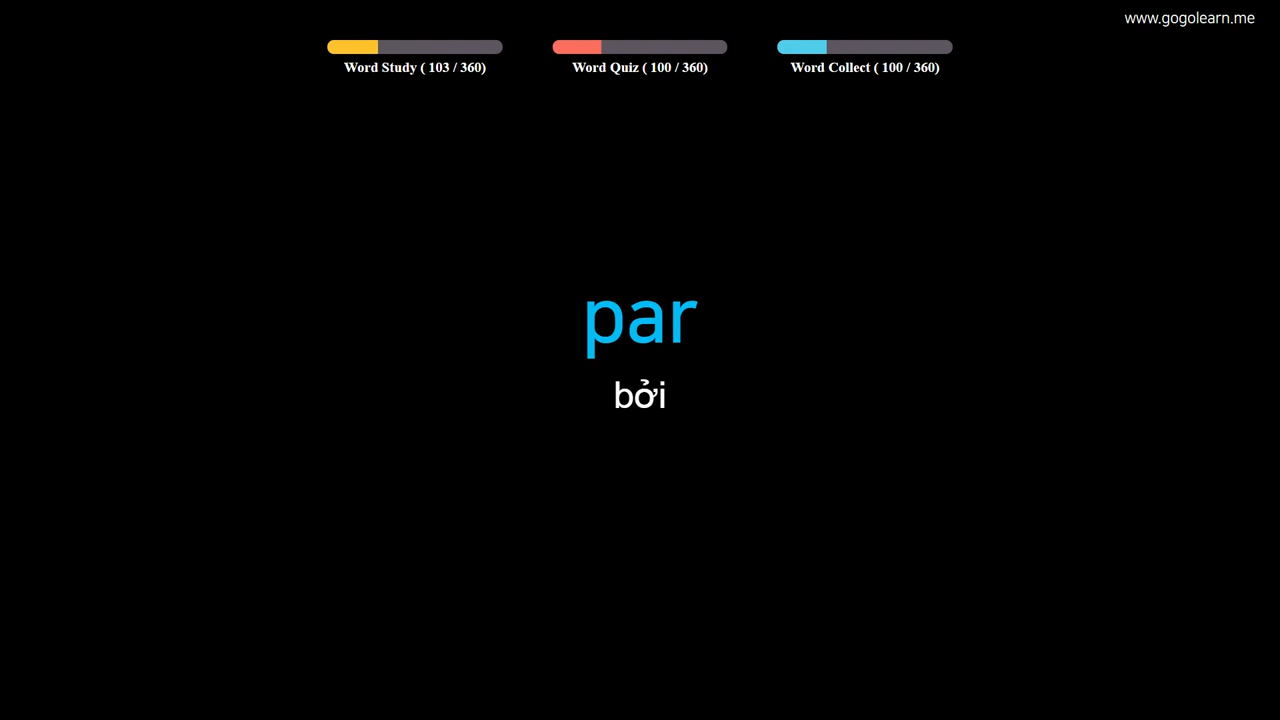 www.gogolearn.me
Word Study ( 103 / 360)
Word Quiz ( 100 / 360)
Word Collect ( 100 / 360)
par
bởi